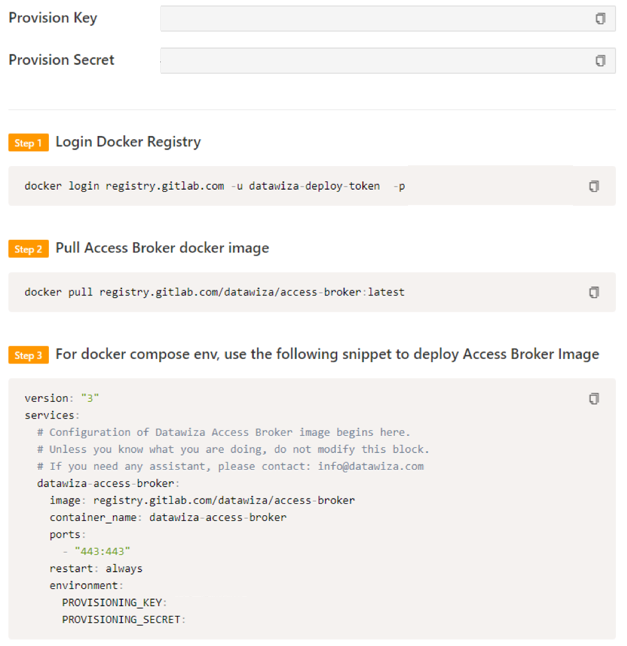 Provision Key
Provision Secret
Step 1 Login Docker Registry
docker login registry.gitlab.com -u datawiza-deploy-token  -p
Step 2 Pull Access Broker docker image
docker pull registry.gitlab.com/datawiza/access-broker:latest
Step 3 For docker compose env, use the following snippet to deploy Access Broker Image
version: "3"
services:
  # Configuration of Datawiza Access Broker image begins here.
  # Unless you know what you are doing, do not modify this block.
  # If you need any assistant, please contact: info@datawiza.com
  datawiza-access-broker:
    image: registry.gitlab.com/datawiza/access-broker
    container_name: datawiza-access-broker
    ports:
      - "443:443"
    restart: always
    environment:
      PROVISIONING_KEY:
      PROVISIONING_SECRET: